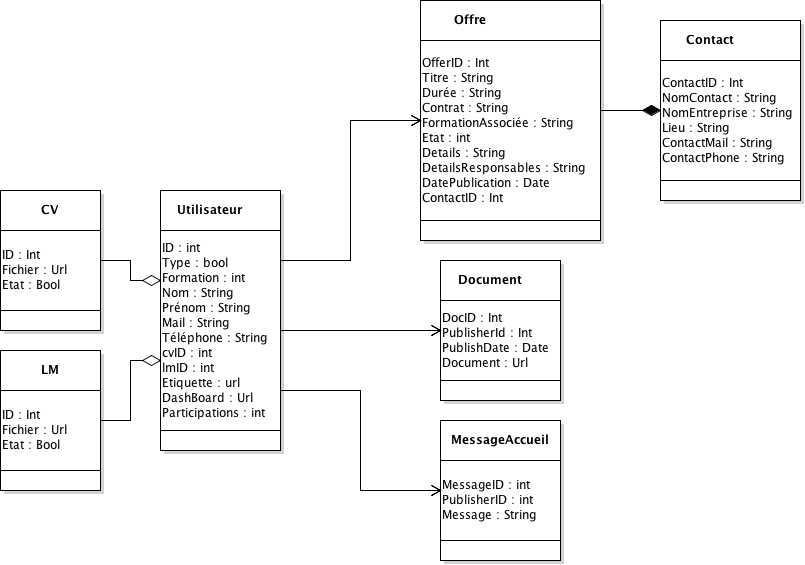 Offre
OfferID : Int
Titre : String
Durée : String
Contrat : String
FormationAssociée : String
Etat : int
Details : String
DetailsResponsables : String
DatePublication : Date
ContactID : Int
Contact
ContactID : Int
NomContact : String
NomEntreprise : String
Lieu : String
ContactMail : String
ContactPhone : String
CV
ID : Int
Fichier : Url
Etat : Bool
Utilisateur
ID : int
Type : bool
Formation : int
Nom : String
Prénom : String
Mail : String
Téléphone : String
cvID : int
lmID : int
Etiquette : url
DashBoard : Url
Participations : int
Document
DocID : Int
PublisherId : Int
PublishDate : Date
Document : Url
LM
ID : Int
Fichier : Url
Etat : Bool
MessageAccueil
MessageID : int
PublisherID : int
Message : String